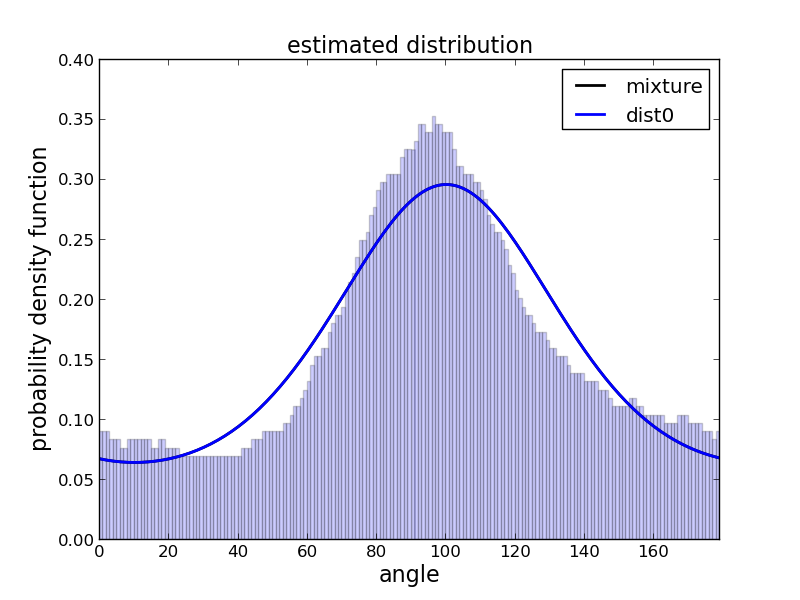 estimated distribution
mixture
dist0
probability density function
0.40
0.35
0.30
0.25
0.20
0.15
0.10
0.05
0.00
0 20 40 60 80 100 120 140 160
angle